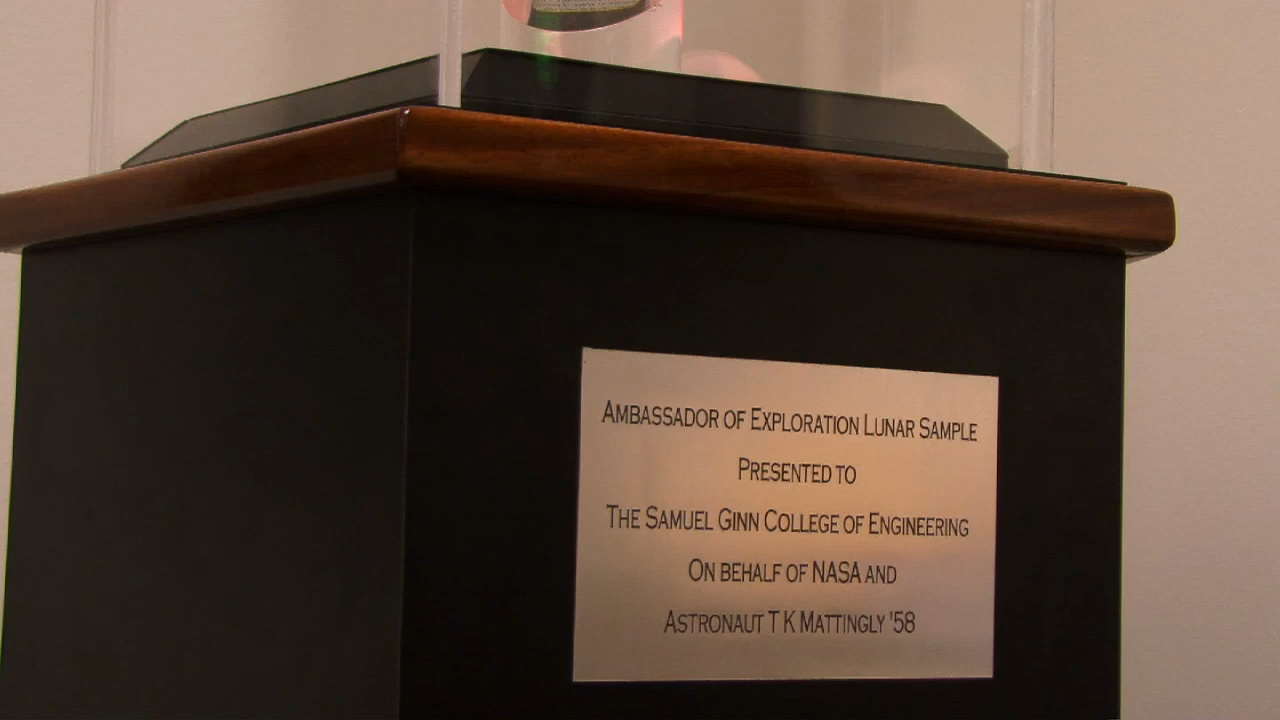 Ambassador of Exploration Lunar Sample
Presented to
The Samuel Ginn College of Engineering
On behalf of NASA and
Astronaut T K Mattingly '58